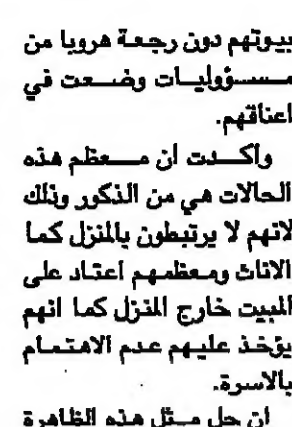 بيوتهم دون رجعة هروبا من
مسؤوليات وضعت في
اعناقهم.
واكدت ان معظم هذه
الحالات هي من الذكور وذلك
لانهم لا يرتبطون بالمنزل كما
الاناث ومعظمهم اعتاد على
المبيت خارج المنزل كما انهم
يؤخذ عليهم عدم الاهتمام
بالاسرة.
ان حل مثل هذه الظاهرة